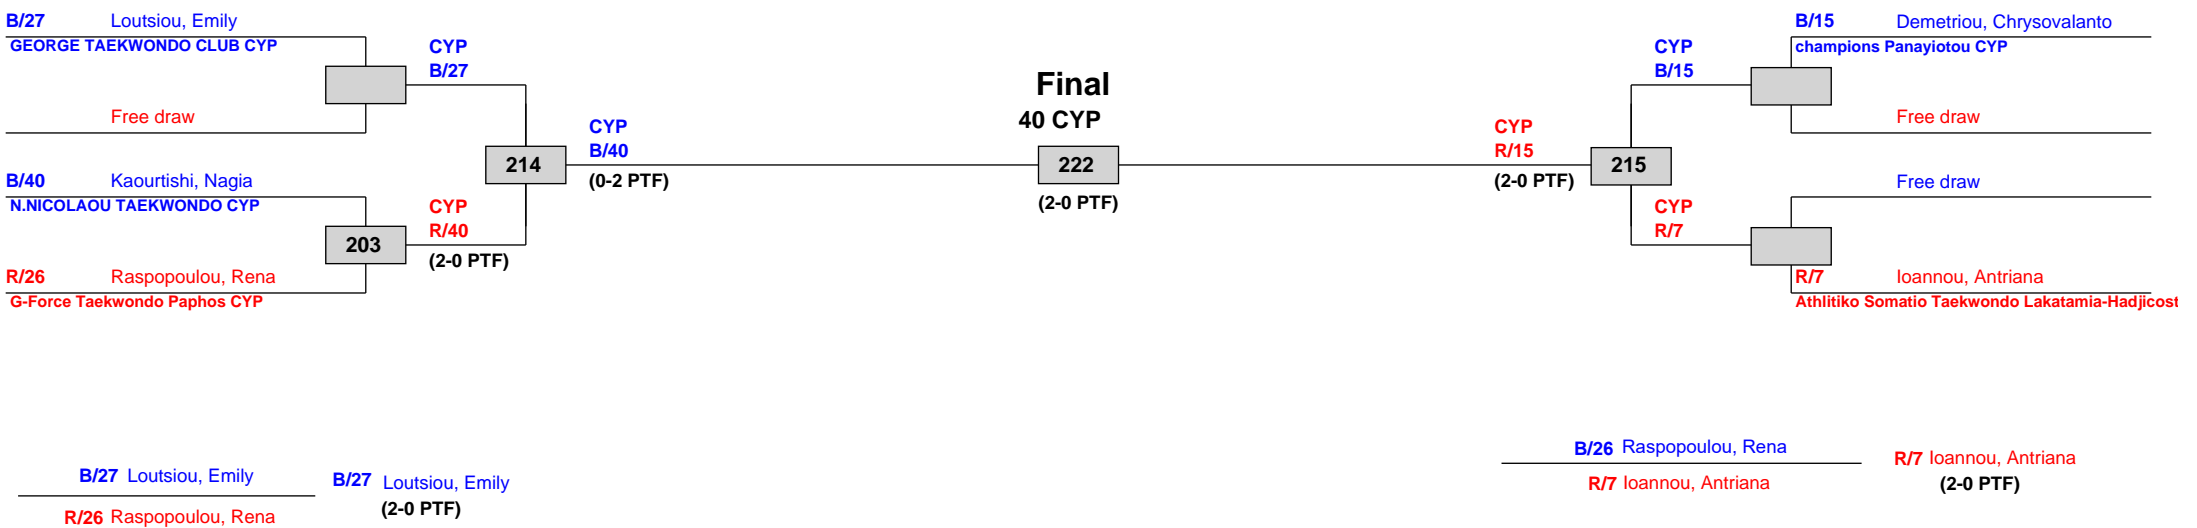 B/27 Loutsiou, Emily
GEORGE TAEKWONDO CLUB CYP
Free draw
B/40 Kaourtishi, Nagia
N.NICOLAOU TAEKWONDO CYP
R/26 Raspopoulou, Rena
G-Force Taekwondo Paphos CYP
CYP
B/27
203
CYP
R/40
(2-0 PTF)
214
CYP
B/40
(0-2 PTF)
Final
40 CYP
222
(2-0 PTF)
CYP
R/15
(2-0 PTF)
215
CYP
B/15
CYP
R/7
B/15 Demetriou, Chrysovalanto
champions Panayiotou CYP
Free draw
Free draw
R/7 Ioannou, Antriana
Athlitiko Somatio Taekwondo Lakatamia-Hadjicost
B/27 Loutsiou, Emily
R/26 Raspopoulou, Rena
B/27 Loutsiou, Emily
(2-0 PTF)
B/26 Raspopoulou, Rena
R/7 Ioannou, Antriana
R/7 Ioannou, Antriana
(2-0 PTF)